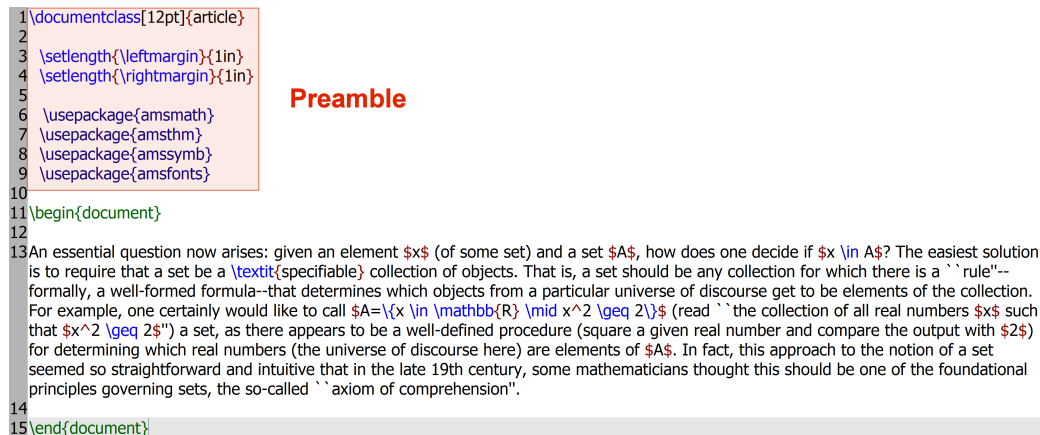 1 \documentclass[12pt]{article}
2
3 \setlength{\leftmargin}{1in}
4 \setlength{\rightmargin}{1in}
5
Preamble
6 \usepackage{amsmath}
7 \usepackage{amsthm}
8 \usepackage{amssymb}
9 \usepackage{amsfonts}
10
11 \begin{document}
12
13 An essential question now arises: given an element $x$ (of some set) and a set $A$, how does one decide if $x \in A$? The easiest solution
is to require that a set be a \textit{specifiable} collection of objects. That is, a set should be any collection for which there is a ``rule''--
formally, a well-formed formula--that determines which objects from a particular universe of discourse get to be elements of the collection.
For example, one certainly would like to call $A=\{x \in \mathbb{R} \mid x^2 \geq 2\}$ (read ``the collection of all real numbers $x$ such
that $x^2 \geq 2$'') a set, as there appears to be a well-defined procedure (square a given real number and compare the output with $2$)
for determining which real numbers (the universe of discourse here) are elements of $A$. In fact, this approach to the notion of a set
seemed so straightforward and intuitive that in the late 19th century, some mathematicians thought this should be one of the foundational
principles governing sets, the so-called ``axiom of comprehension''.
14
15 \end{document}